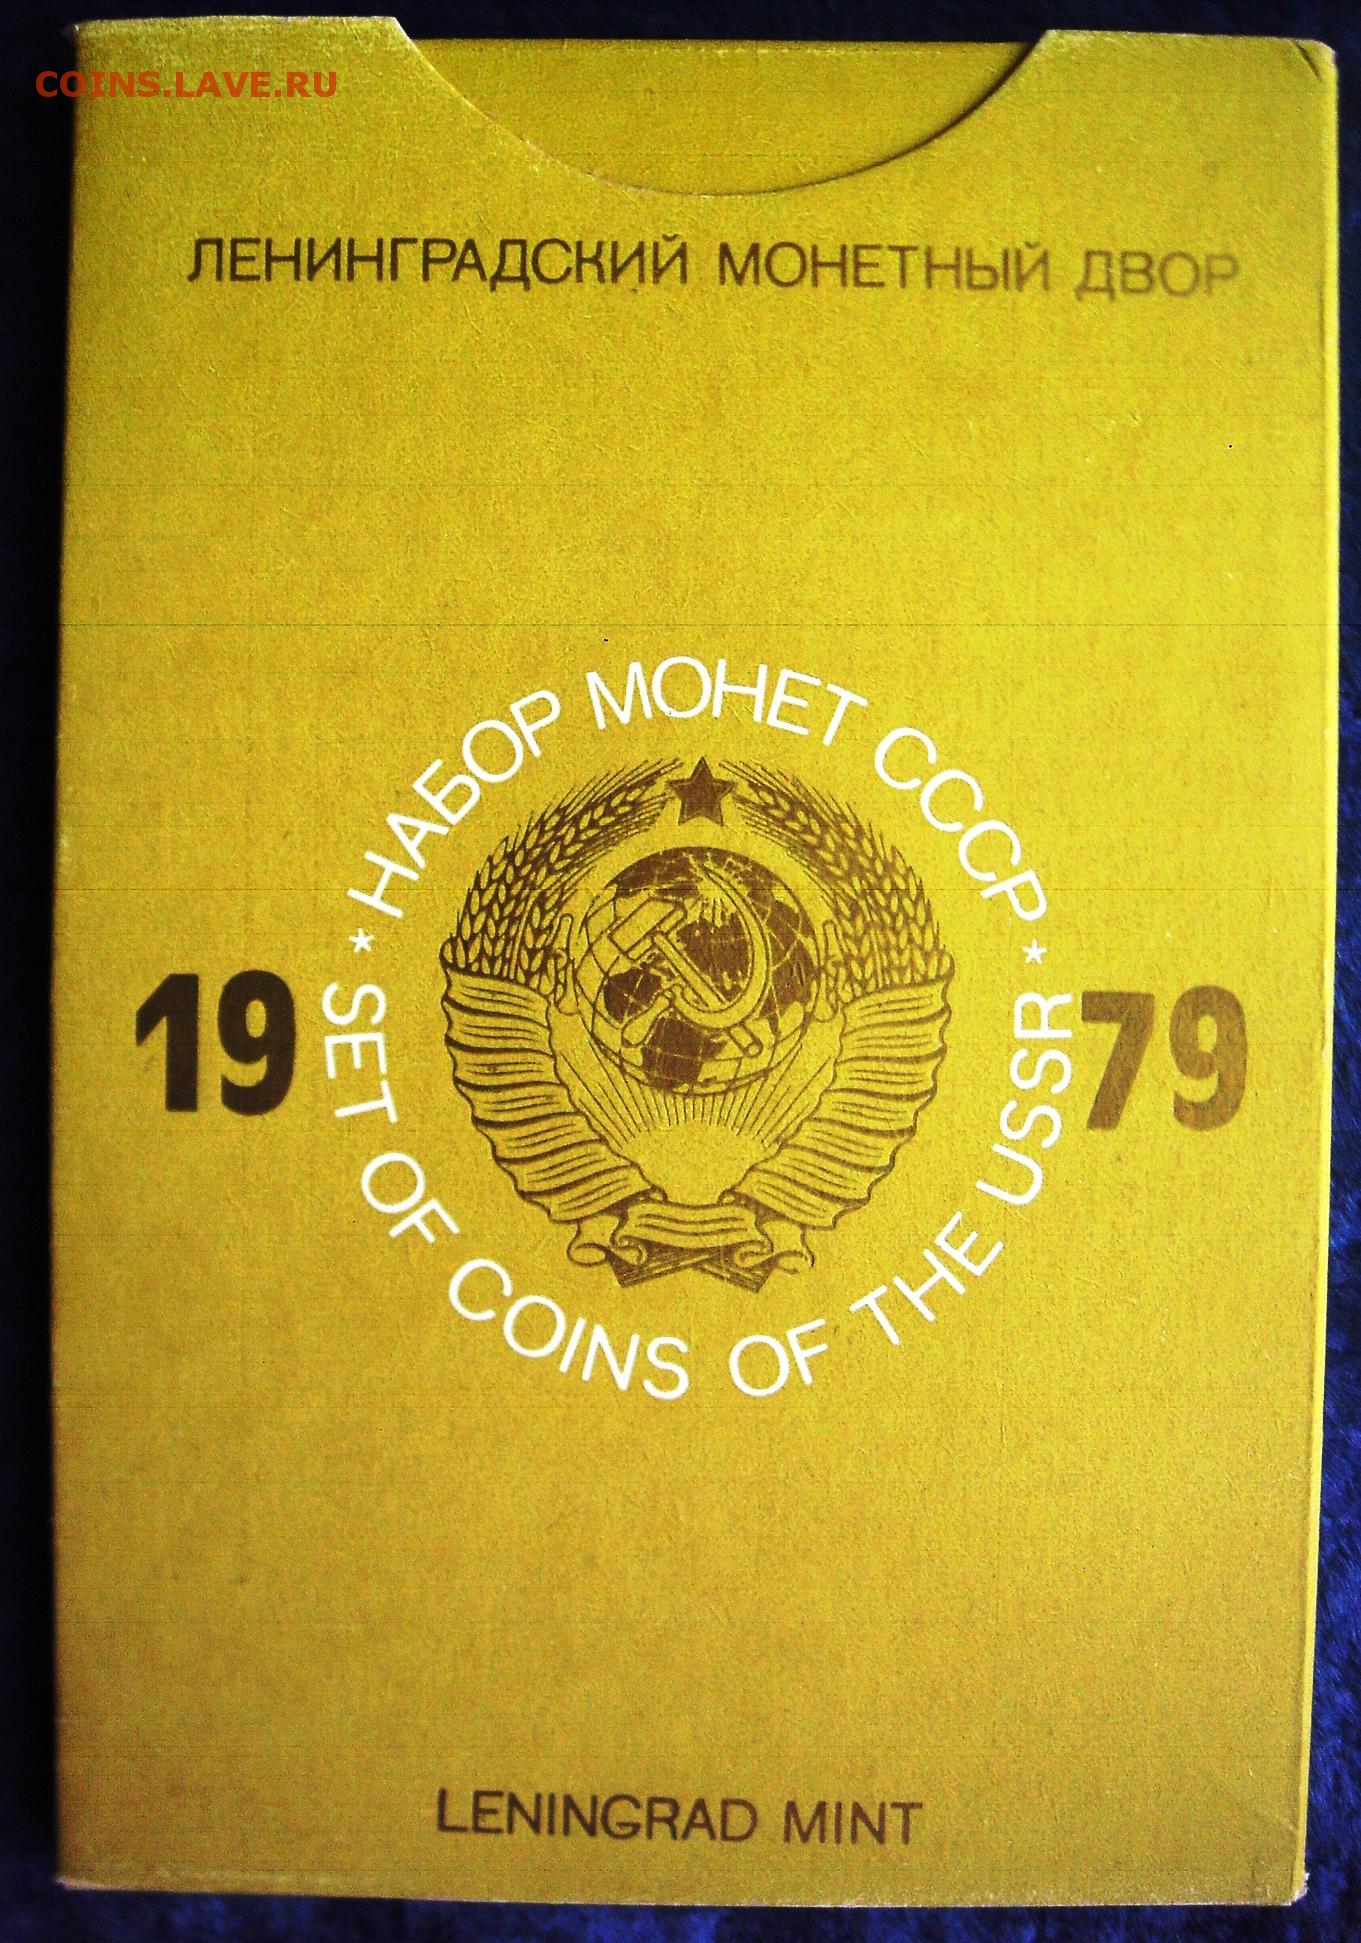 COINS.LAVE.RU
ЛЕНИНГРАДСКИЙ МОНЕТНЫЙ ДВОР
* НАБОР МОНЕТ СССР *
19 79
SET OF COINS OF THE USSR
LENINGRAD MINT